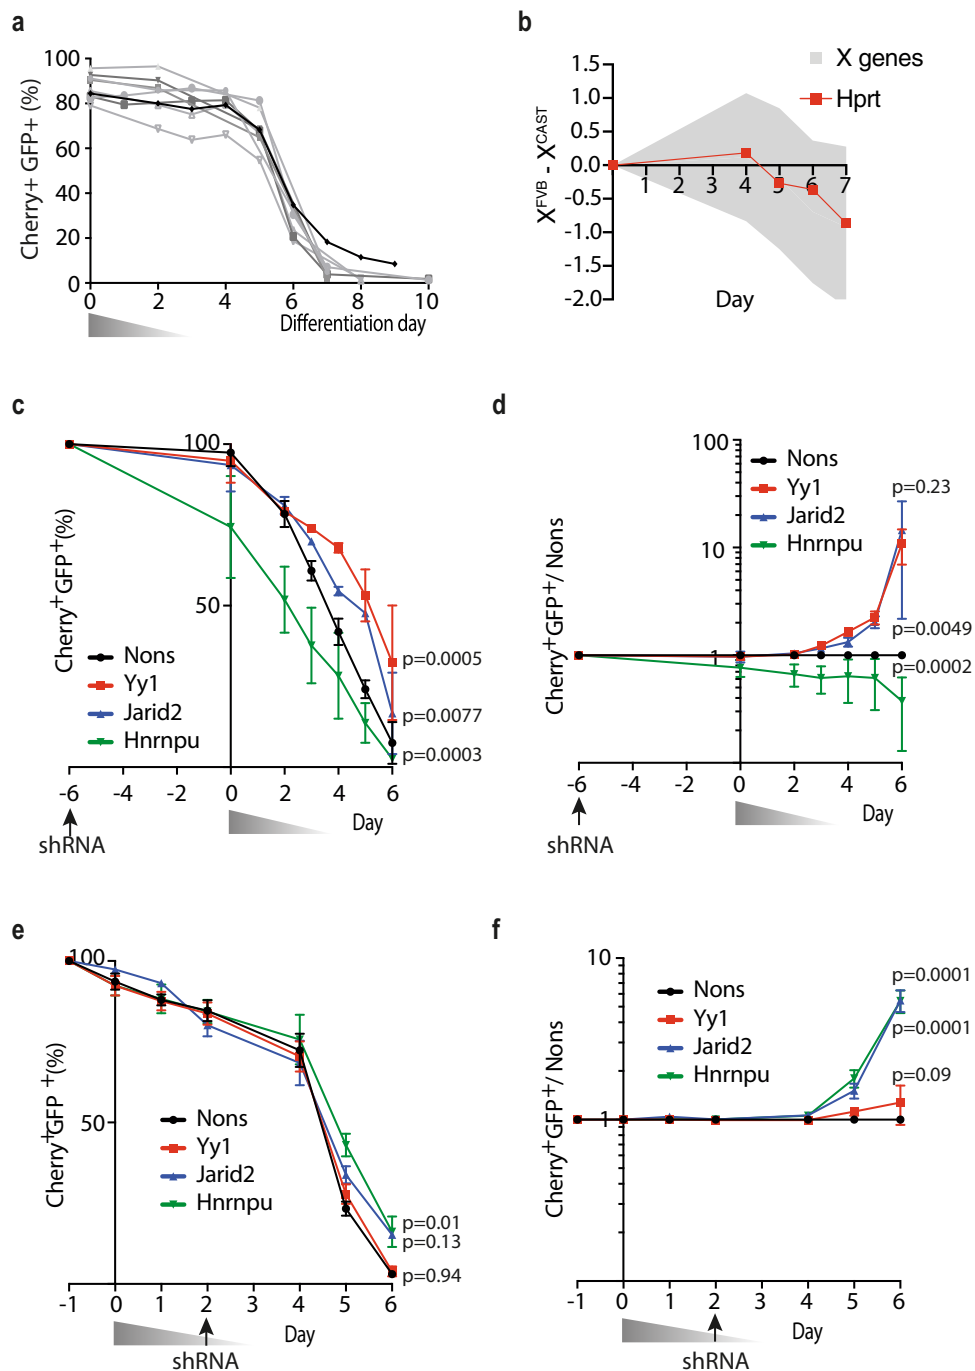 a
100
80
60
40
20
0
Cherry+ GFP+ (%)
0 2 4 6 8 10
Differentiation day
b
1.5
1.0
0.5
0.0
-0.5
-1.0
-1.5
-2.0
X^FVB - X^CAST
1 2 3 4 5 6 7
Day
X genes
Hprt
c
100
50
Cherry+GFP+(%)
Nons
Yy1
Jarid2
Hnrnpu
p=0.0005
p=0.0077
p=0.0003
-6 -4 -2 0 2 4 6
Day
shRNA
d
100
10
1
Cherry+GFP+/ Nons
Nons
Yy1
Jarid2
Hnrnpu
p=0.23
p=0.0049
p=0.0002
-6 -4 -2 0 2 4 6
Day
shRNA
e
100
50
Cherry+GFP +(%)
Nons
Yy1
Jarid2
Hnrnpu
p=0.01
p=0.13
p=0.94
-1 0 1 2 3 4 5 6
Day
shRNA
f
10
1
Cherry+GFP+/ Nons
Nons
Yy1
Jarid2
Hnrnpu
p=0.0001
p=0.0001
p=0.09
-1 0 1 2 3 4 5 6
Day
shRNA